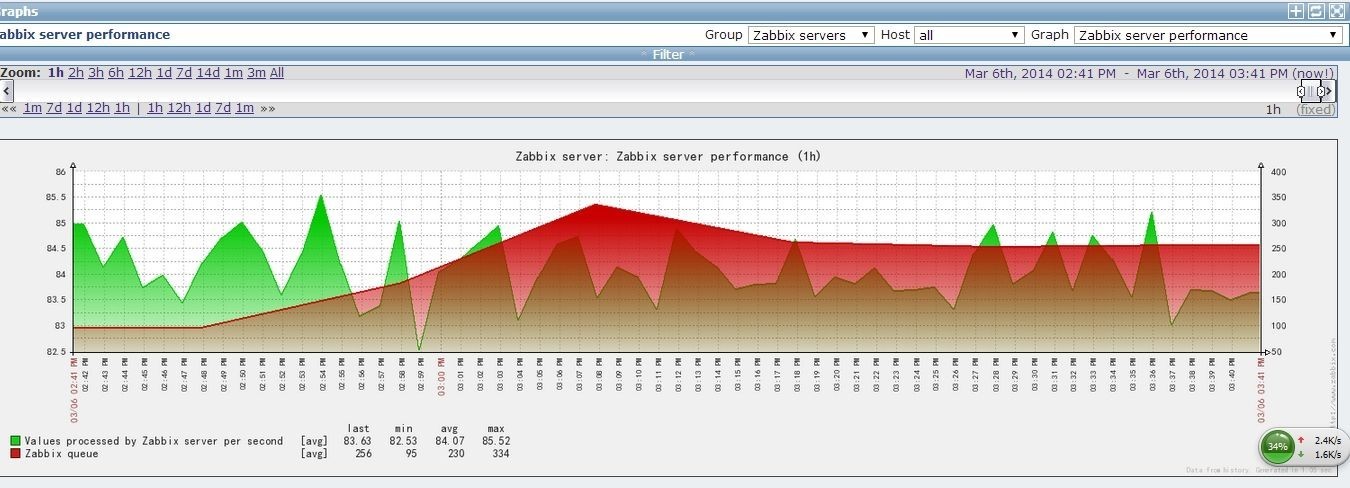 Graphs
abbix server performance Group Zabbix servers Host all Graph Zabbix server performance
Filter
Zoom: 1h 2h 3h 6h 12h 1d 7d 14d 1m 3m All Mar 6th, 2014 02:41 PM - Mar 6th, 2014 03:41 PM (now!)
«« 1m 7d 1d 12h 1h | 1h 12h 1d 7d 1m »» 1h (fixed)
Zabbix server: Zabbix server performance (1h)
86 400
85.5 350
85 300
84.5 250
84 200
83.5 150
83 100
82.5 50
03/06 02:41 PM 02:42 PM 02:43 PM 02:44 PM 02:45 PM 02:46 PM 02:47 PM 02:48 PM 02:49 PM 02:50 PM 02:51 PM 02:52 PM 02:53 PM 02:54 PM 02:55 PM 02:56 PM 02:57 PM 02:58 PM 02:59 PM 03:00 PM 03:01 PM 03:02 PM 03:03 PM 03:04 PM 03:05 PM 03:06 PM 03:07 PM 03:08 PM 03:09 PM 03:10 PM 03:11 PM 03:12 PM 03:13 PM 03:14 PM 03:15 PM 03:16 PM 03:17 PM 03:18 PM 03:19 PM 03:20 PM 03:21 PM 03:22 PM 03:23 PM 03:24 PM 03:25 PM 03:26 PM 03:27 PM 03:28 PM 03:29 PM 03:30 PM 03:31 PM 03:32 PM 03:33 PM 03:34 PM 03:35 PM 03:36 PM 03:37 PM 03:38 PM 03:39 PM 03:40 PM 03/06 03:41 PM
last min avg max
Values processed by Zabbix server per second [avg] 83.63 82.53 84.07 85.52
Zabbix queue [avg] 256 95 230 334
34% 2.4K/s
1.6K/s
Data from history. Generated in 1.05 sec.